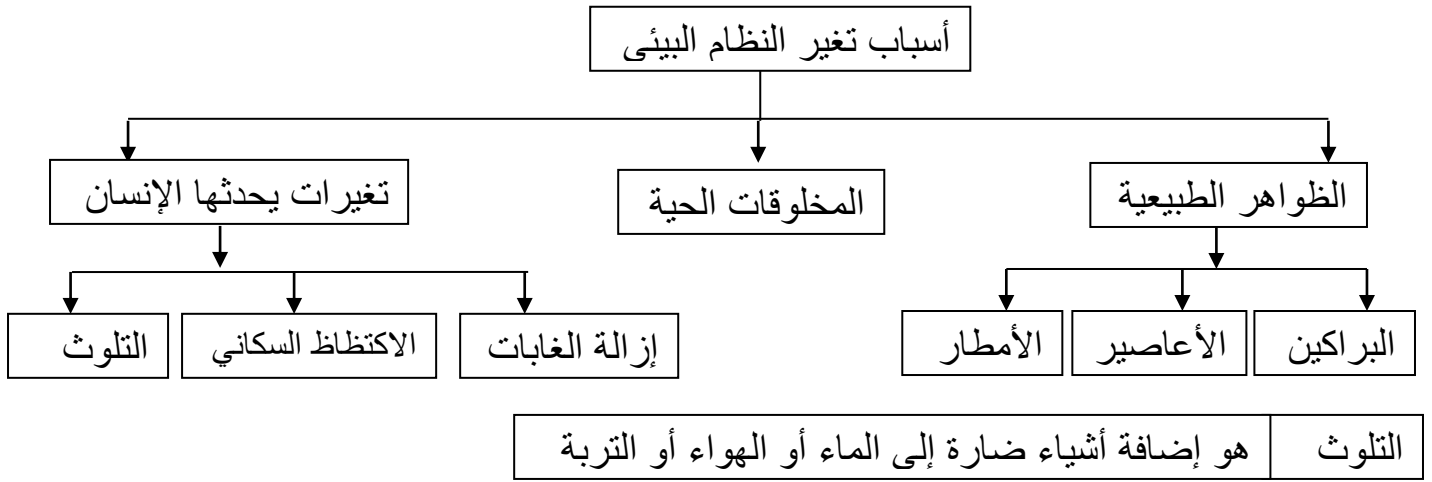 أسباب تغير النظام البيئى
الظواهر الطبيعية
المخلوقات الحية
تغيرات يحدثها الإنسان
البراكين
الأعاصير
الأمطار
إزالة الغابات
الاكتظاظ السكاني
التلوث
التلوث هو إضافة أشياء ضارة إلى الماء أو الهواء أو التربة